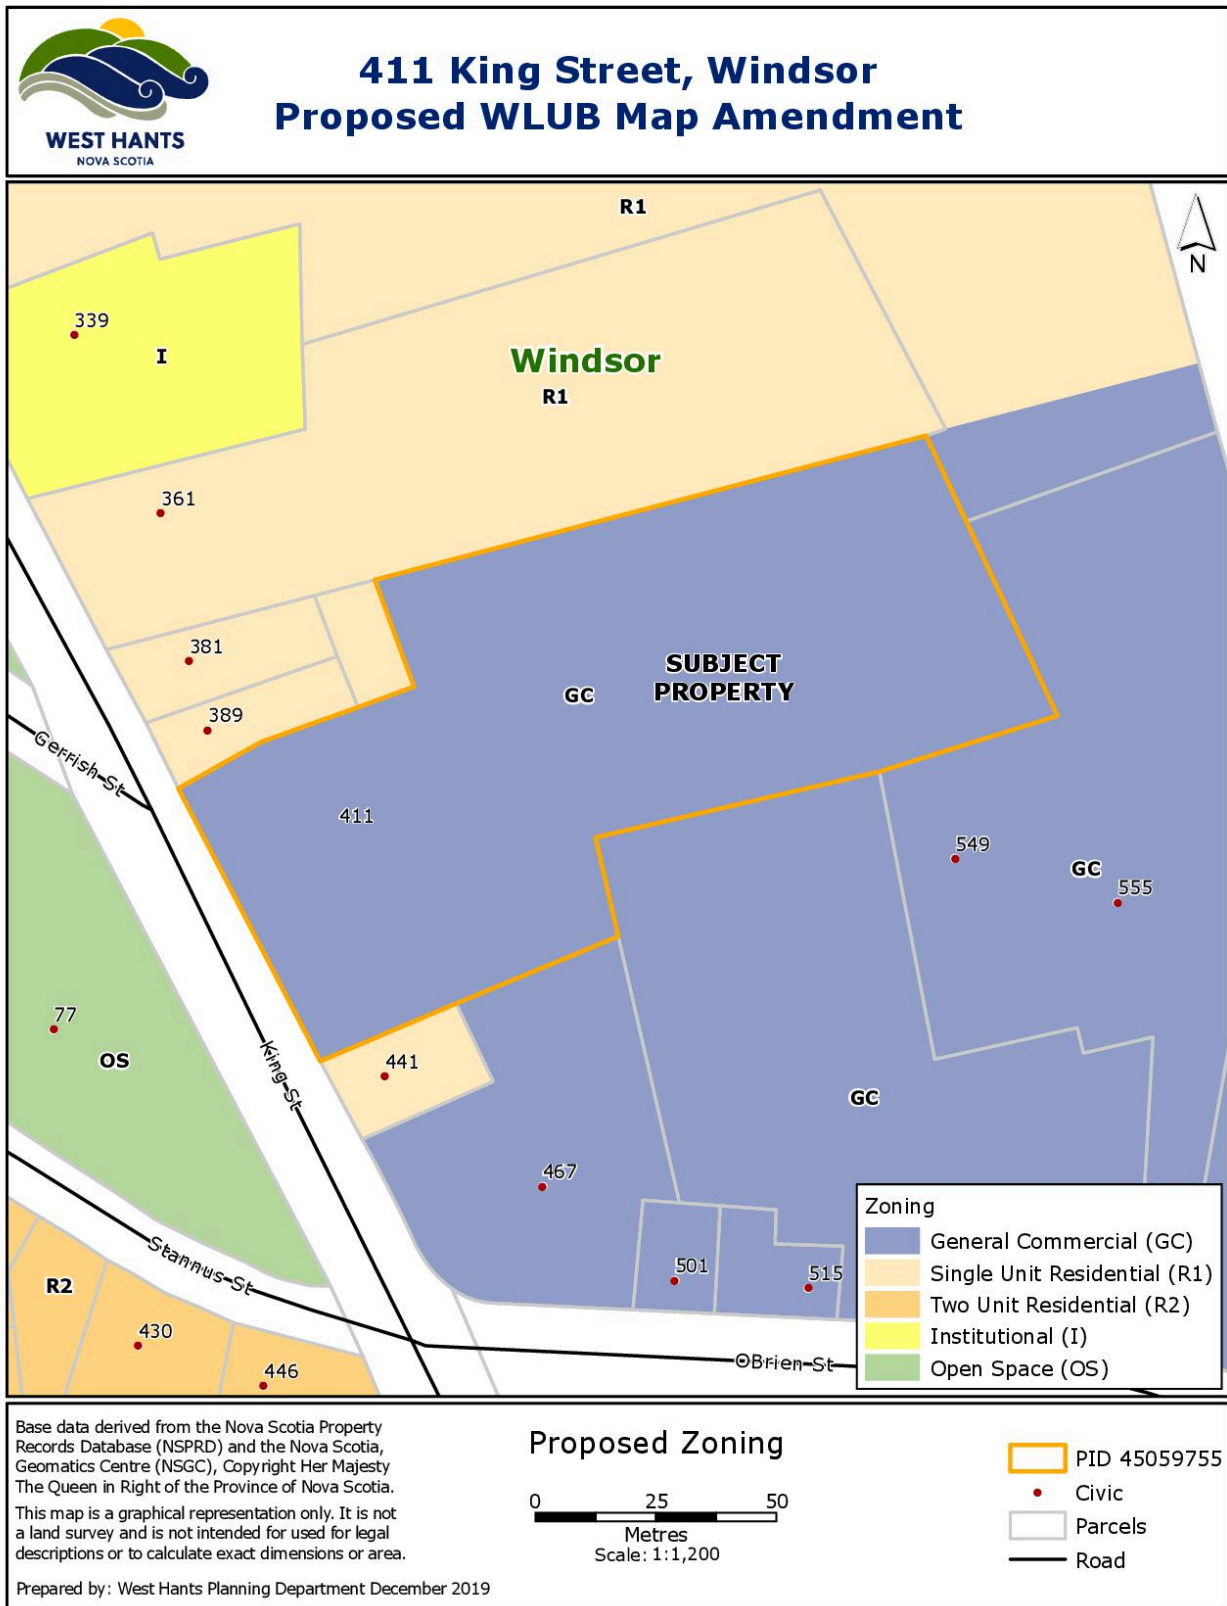 WEST HANTS
NOVA SCOTIA
411 King Street, Windsor
Proposed WLUB Map Amendment
R1
N
339
I
Windsor
R1
361
381
389
SUBJECT
PROPERTY
GC
Gerrish St
411
549
GC
555
77
OS
King St
441
GC
467
Stannus St
R2
430
446
501
515
OBrien St
Zoning
General Commercial (GC)
Single Unit Residential (R1)
Two Unit Residential (R2)
Institutional (I)
Open Space (OS)
Base data derived from the Nova Scotia Property
Records Database (NSPRD) and the Nova Scotia,
Geomatics Centre (NSGC), Copyright Her Majesty
The Queen in Right of the Province of Nova Scotia.
This map is a graphical representation only. It is not
a land survey and is not intended for used for legal
descriptions or to calculate exact dimensions or area.
Prepared by: West Hants Planning Department December 2019
Proposed Zoning
0 25 50
Metres
Scale: 1:1,200
PID 45059755
Civic
Parcels
Road